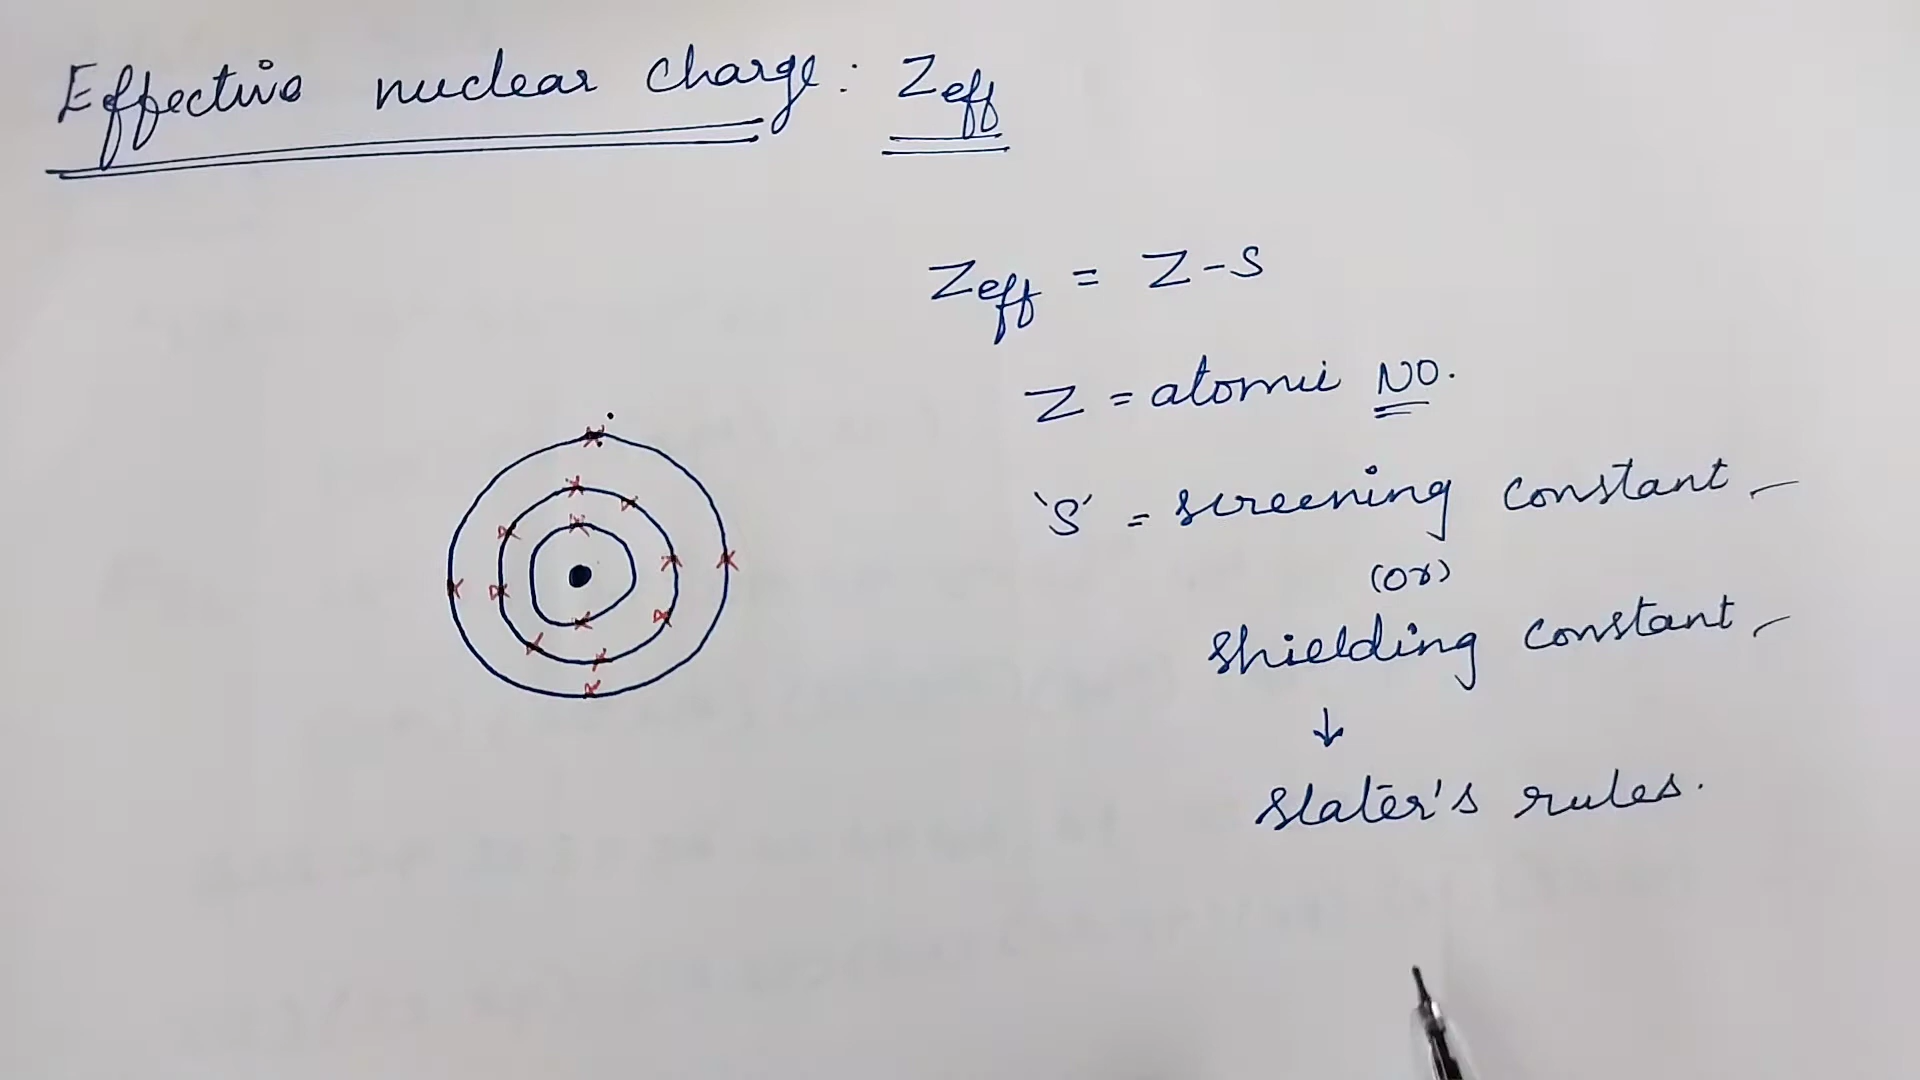 Effective nuclear charge: Zeff
Zeff = Z-S
Z = atomic NO.
'S' = screening constant
(or)
shielding constant
↓
slater's rules.